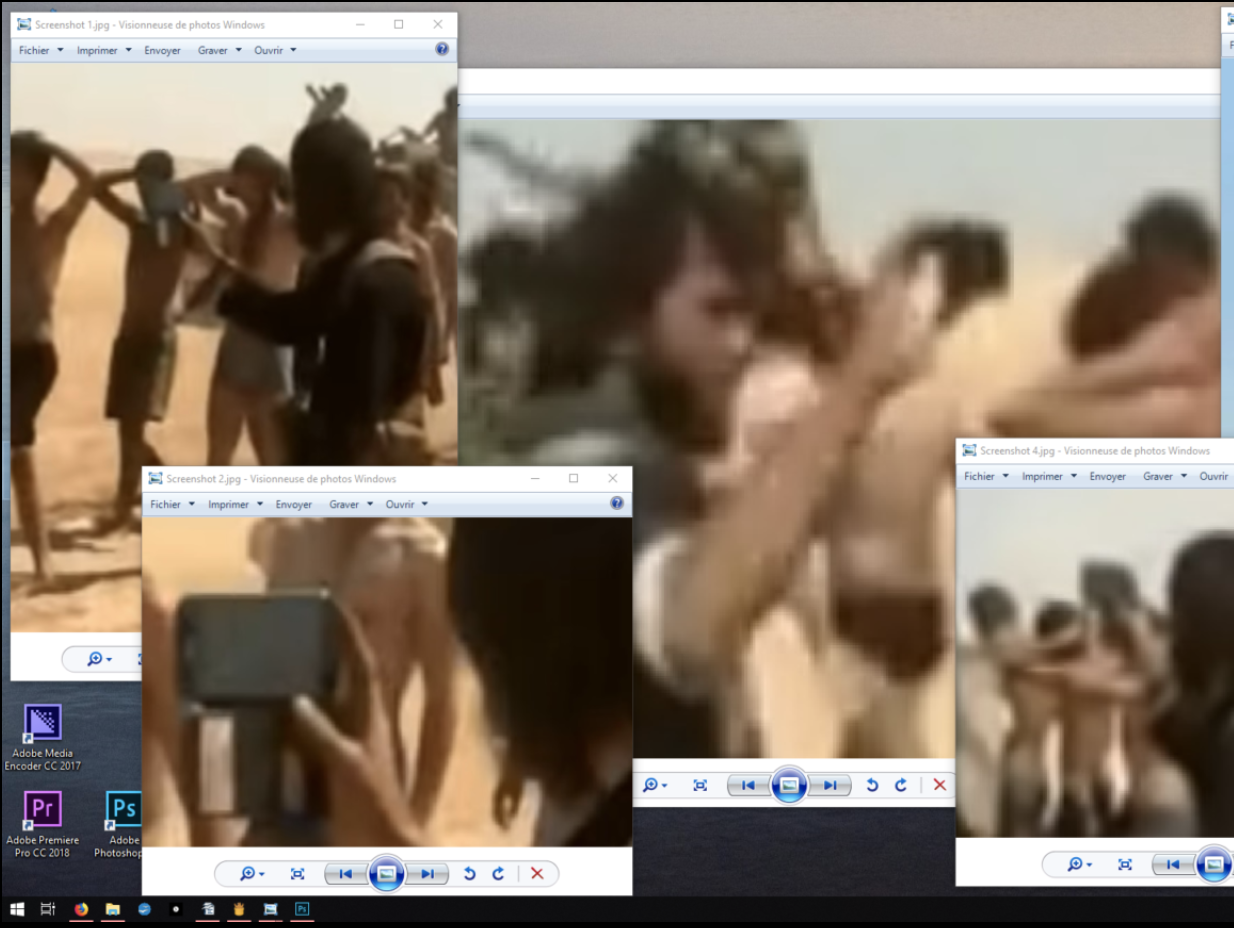 Screenshot 1.jpg - Visionneuse de photos Windows
Fichier Imprimer Envoyer Graver Ouvrir
Screenshot 4.jpg - Visionneuse de photos Windows
Fichier Imprimer Envoyer Graver Ouvrir
Screenshot 2.jpg - Visionneuse de photos Windows
Fichier Imprimer Envoyer Graver Ouvrir
Adobe Media
Encoder CC 2017
Pr
Ps
Adobe Premiere
Pro CC 2018
Adobe
Photoshop
Ps